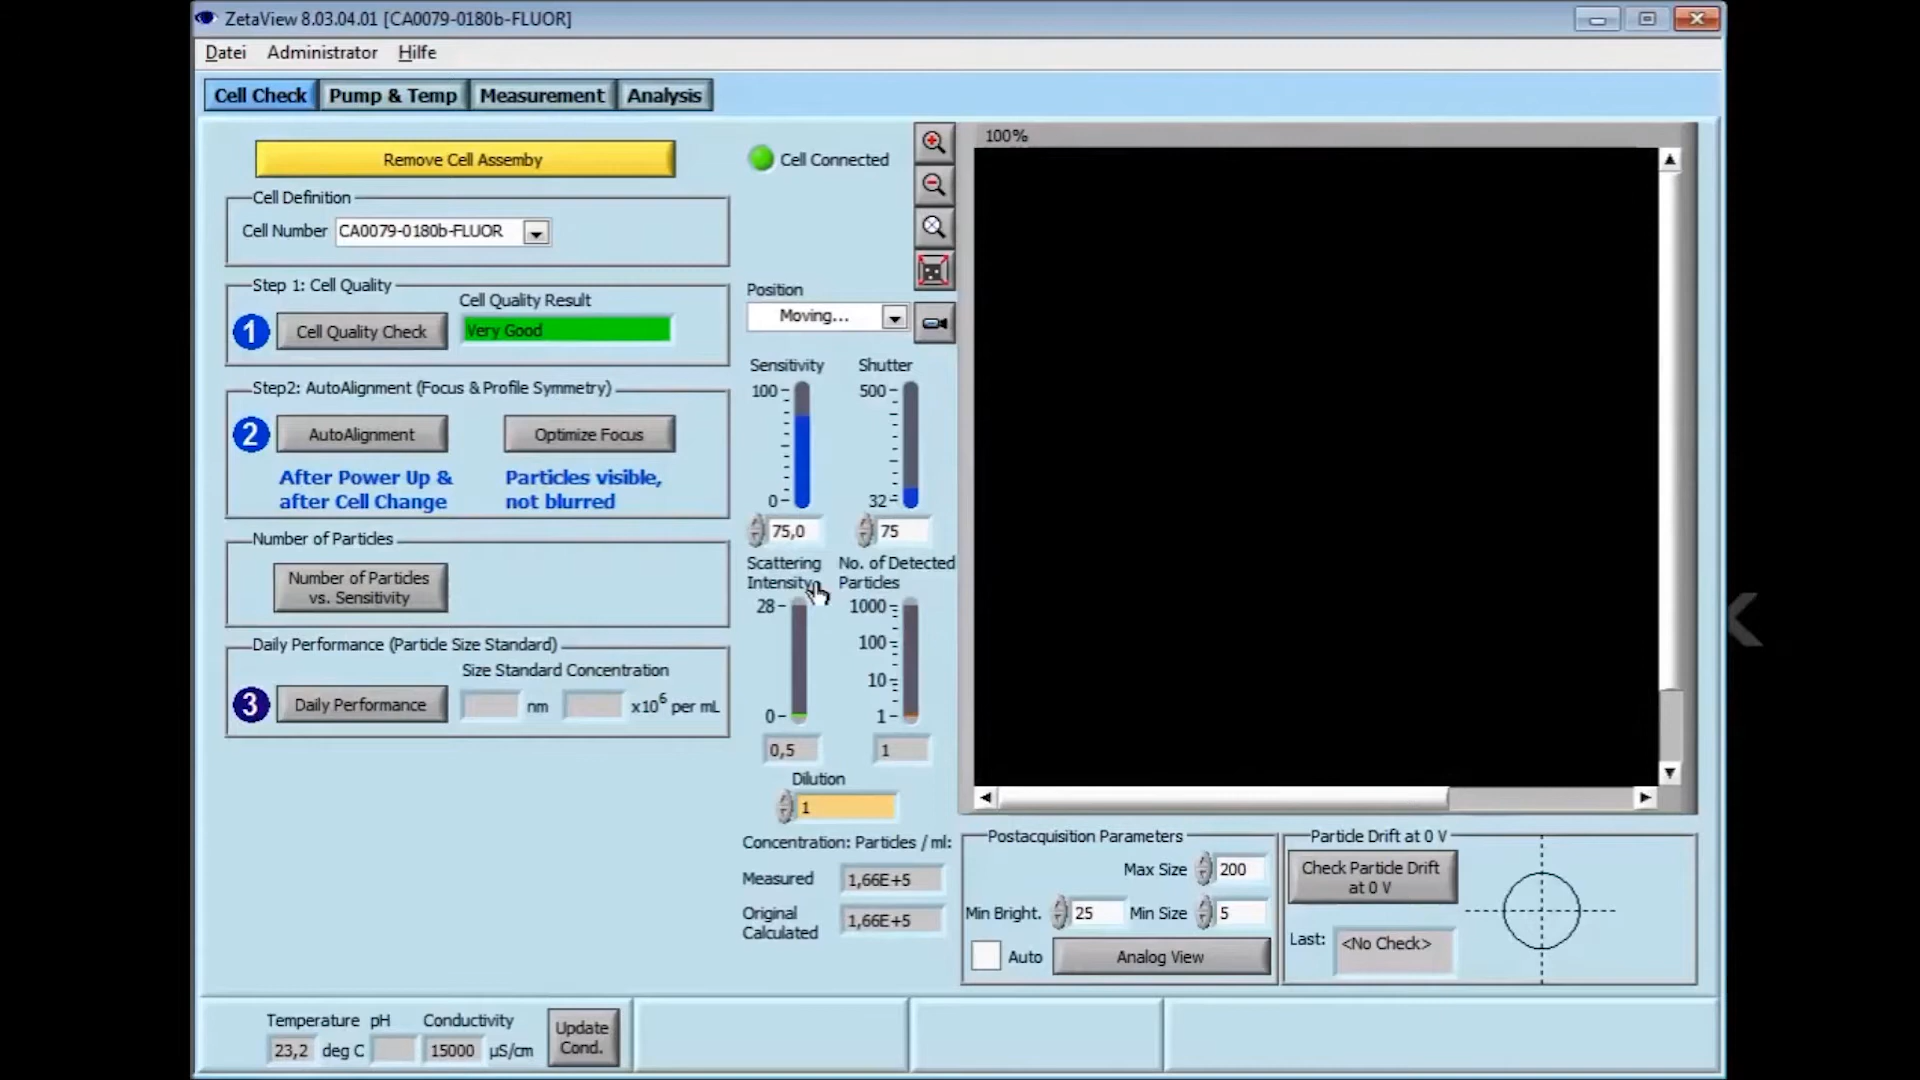 ZetaView 8.03.04.01 [CA0079-0180b-FLUOR]
Datei Administrator Hilfe
Cell Check Pump & Temp Measurement Analysis
Remove Cell Assemby
Cell Connected
Cell Definition
Cell Number CA0079-0180b-FLUOR
Step 1: Cell Quality
Cell Quality Result
1 Cell Quality Check Very Good
Step2: AutoAlignment (Focus & Profile Symmetry)
2 AutoAlignment Optimize Focus
After Power Up &
after Cell Change
Particles visible,
not blurred
Number of Particles
Number of Particles
vs. Sensitivity
Daily Performance (Particle Size Standard)
Size Standard Concentration
3 Daily Performance nm x10⁶ per mL
Position
Moving...
Sensitivity Shutter
100 500
0 32
75,0 75
Scattering
Intensity
No. of Detected
Particles
28 1000
100
10
0 1
0,5 1
Dilution
1
Concentration: Particles / ml:
Measured 1,66E+5
Original
Calculated
1,66E+5
100%
Postacquisition Parameters
Max Size 200
Min Bright. 25 Min Size 5
Auto Analog View
Particle Drift at 0 V
Check Particle Drift
at 0 V
Last: <No Check>
Temperature pH Conductivity
23,2 deg C 15000 µS/cm
Update
Cond.